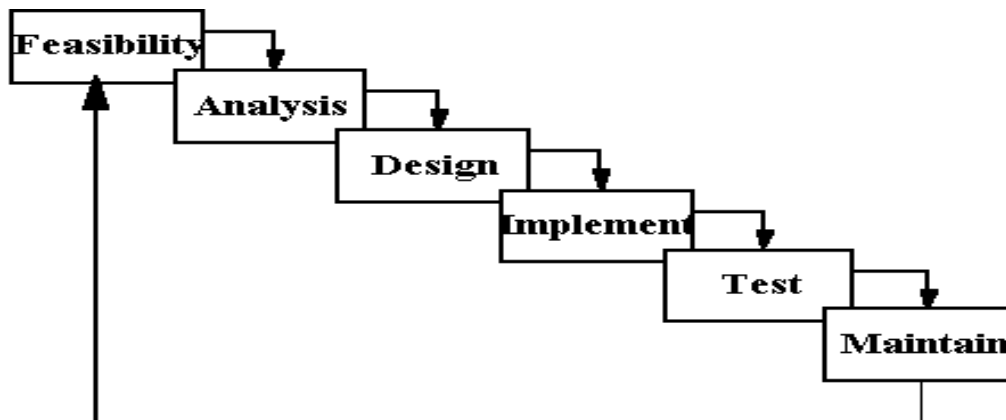 Feasibility
Analysis
Design
Implement
Test
Maintain